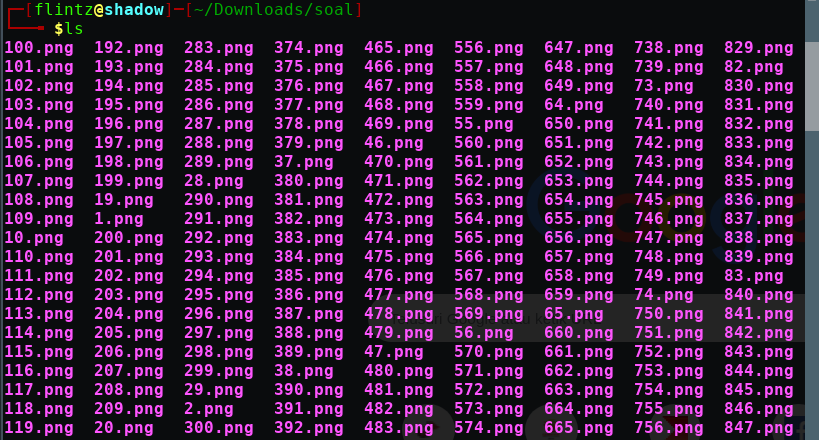 ┌─[flintz@shadow]─[~/Downloads/soal]
└──╼ $ls
100.png 192.png 283.png 374.png 465.png 556.png 647.png 738.png 829.png
101.png 193.png 284.png 375.png 466.png 557.png 648.png 739.png 82.png
102.png 194.png 285.png 376.png 467.png 558.png 649.png 73.png 830.png
103.png 195.png 286.png 377.png 468.png 559.png 64.png 740.png 831.png
104.png 196.png 287.png 378.png 469.png 55.png 650.png 741.png 832.png
105.png 197.png 288.png 379.png 46.png 560.png 651.png 742.png 833.png
106.png 198.png 289.png 37.png 470.png 561.png 652.png 743.png 834.png
107.png 199.png 28.png 380.png 471.png 562.png 653.png 744.png 835.png
108.png 19.png 290.png 381.png 472.png 563.png 654.png 745.png 836.png
109.png 1.png 291.png 382.png 473.png 564.png 655.png 746.png 837.png
10.png 200.png 292.png 383.png 474.png 565.png 656.png 747.png 838.png
110.png 201.png 293.png 384.png 475.png 566.png 657.png 748.png 839.png
111.png 202.png 294.png 385.png 476.png 567.png 658.png 749.png 83.png
112.png 203.png 295.png 386.png 477.png 568.png 659.png 74.png 840.png
113.png 204.png 296.png 387.png 478.png 569.png 65.png 750.png 841.png
114.png 205.png 297.png 388.png 479.png 56.png 660.png 751.png 842.png
115.png 206.png 298.png 389.png 47.png 570.png 661.png 752.png 843.png
116.png 207.png 299.png 38.png 480.png 571.png 662.png 753.png 844.png
117.png 208.png 29.png 390.png 481.png 572.png 663.png 754.png 845.png
118.png 209.png 2.png 391.png 482.png 573.png 664.png 755.png 846.png
119.png 20.png 300.png 392.png 483.png 574.png 665.png 756.png 847.png